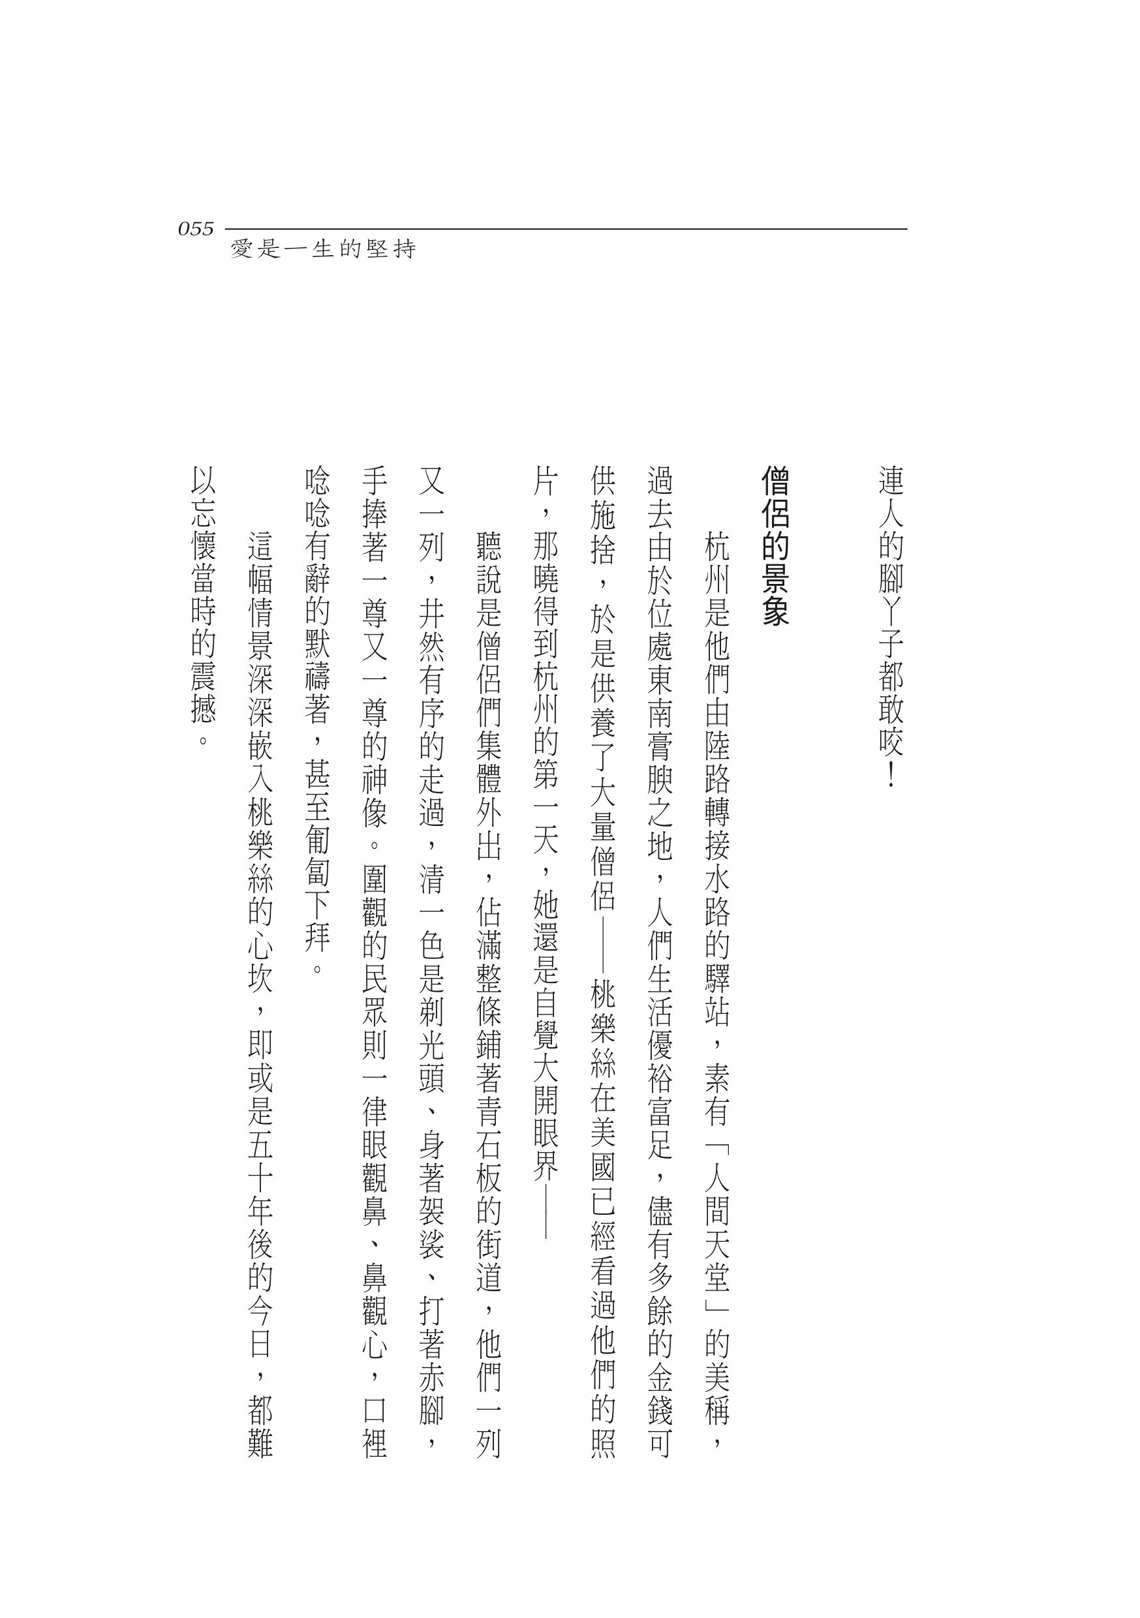 055
愛是一生的堅持
連人的腳丫子都敢咬！
僧侶的景象
杭州是他們由陸路轉接水路的驛站，素有「人間天堂」的美稱，
過去由於位處東南膏腴之地，人們生活優裕富足，儘有多餘的金錢可
供施捨，於是供養了大量僧侶——桃樂絲在美國已經看過他們的照
片，那曉得到杭州的第一天，她還是自覺大開眼界——
聽說是僧侶們集體外出，佔滿整條鋪著青石板的街道，他們一列
又一列，井然有序的走過，清一色是剃光頭、身著袈裟、打著赤腳，
手捧著一尊又一尊的神像。圍觀的民眾則一律眼觀鼻、鼻觀心，口裡
唸唸有辭的默禱著，甚至匍匐下拜。
這幅情景深深嵌入桃樂絲的心坎，即或是五十年後的今日，都難
以忘懷當時的震撼。